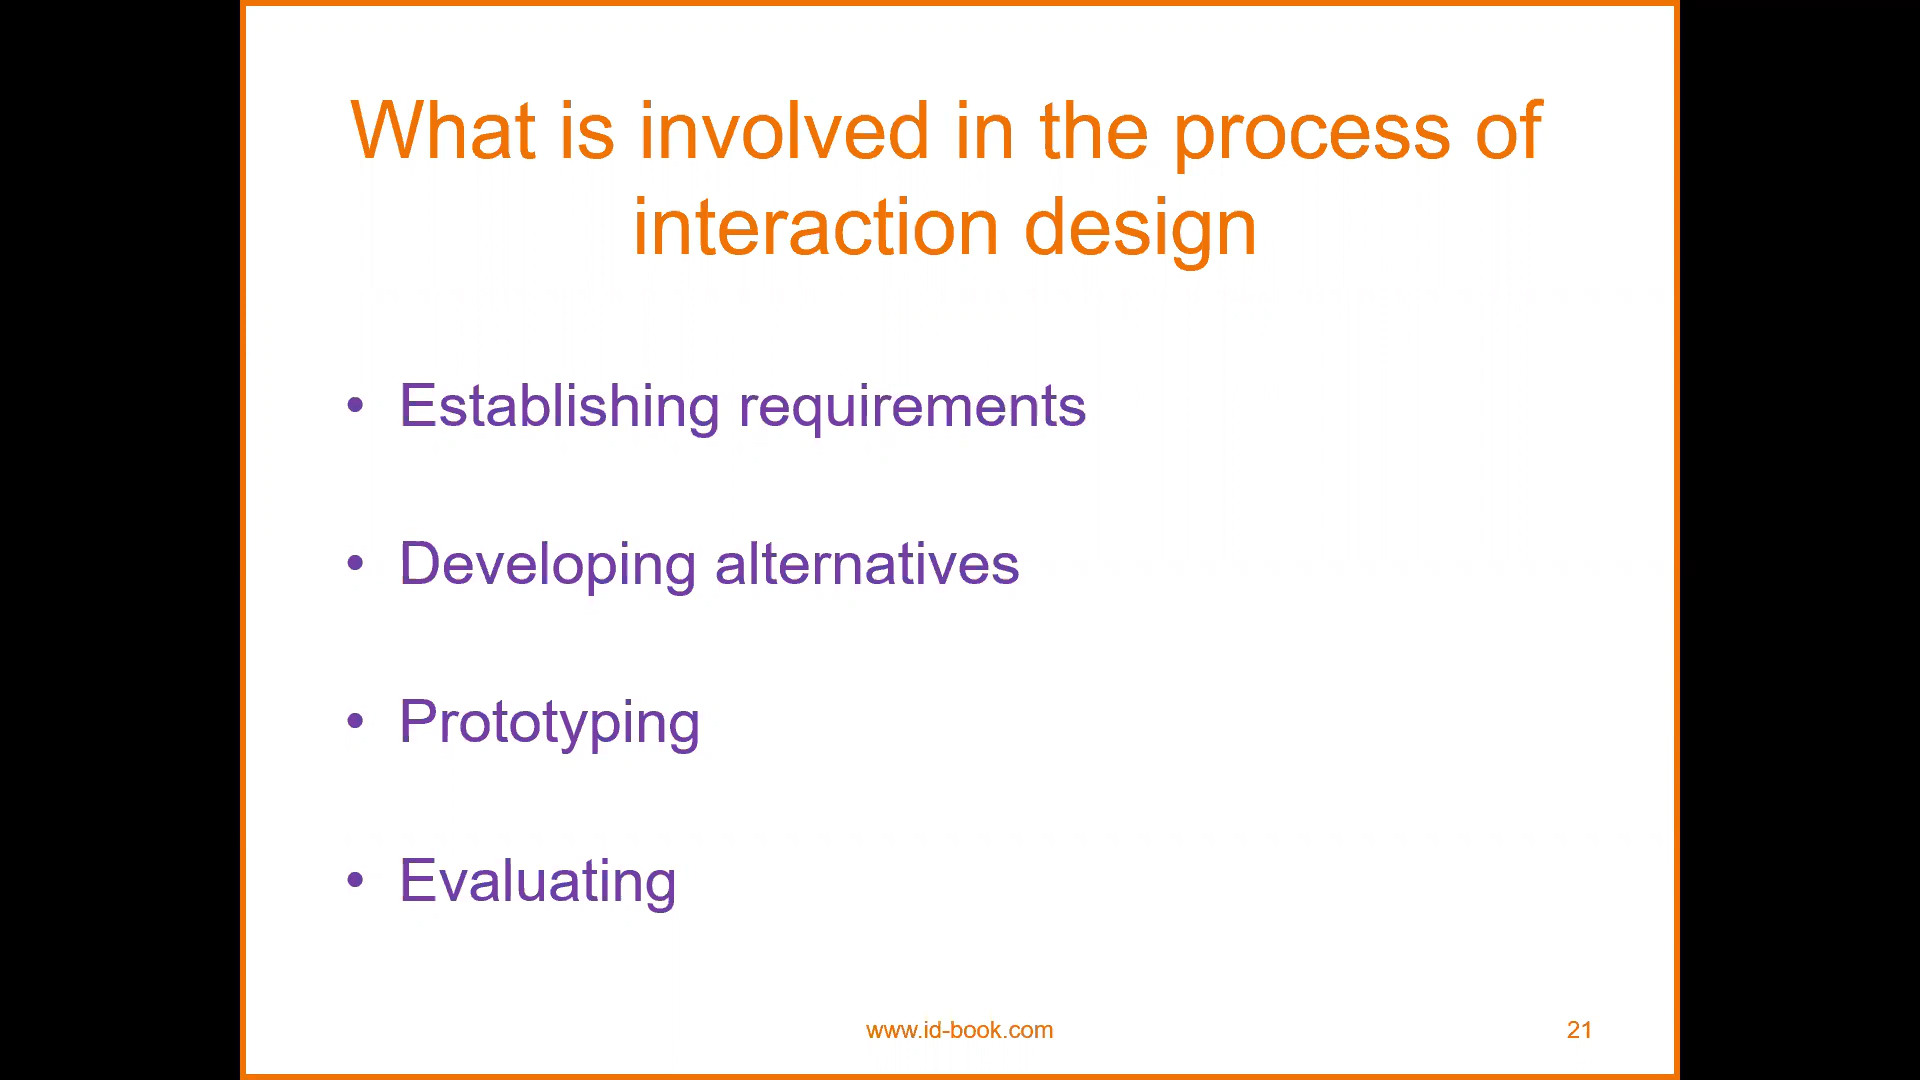 What is involved in the process of
interaction design
• Establishing requirements
• Developing alternatives
• Prototyping
• Evaluating
www.id-book.com
21